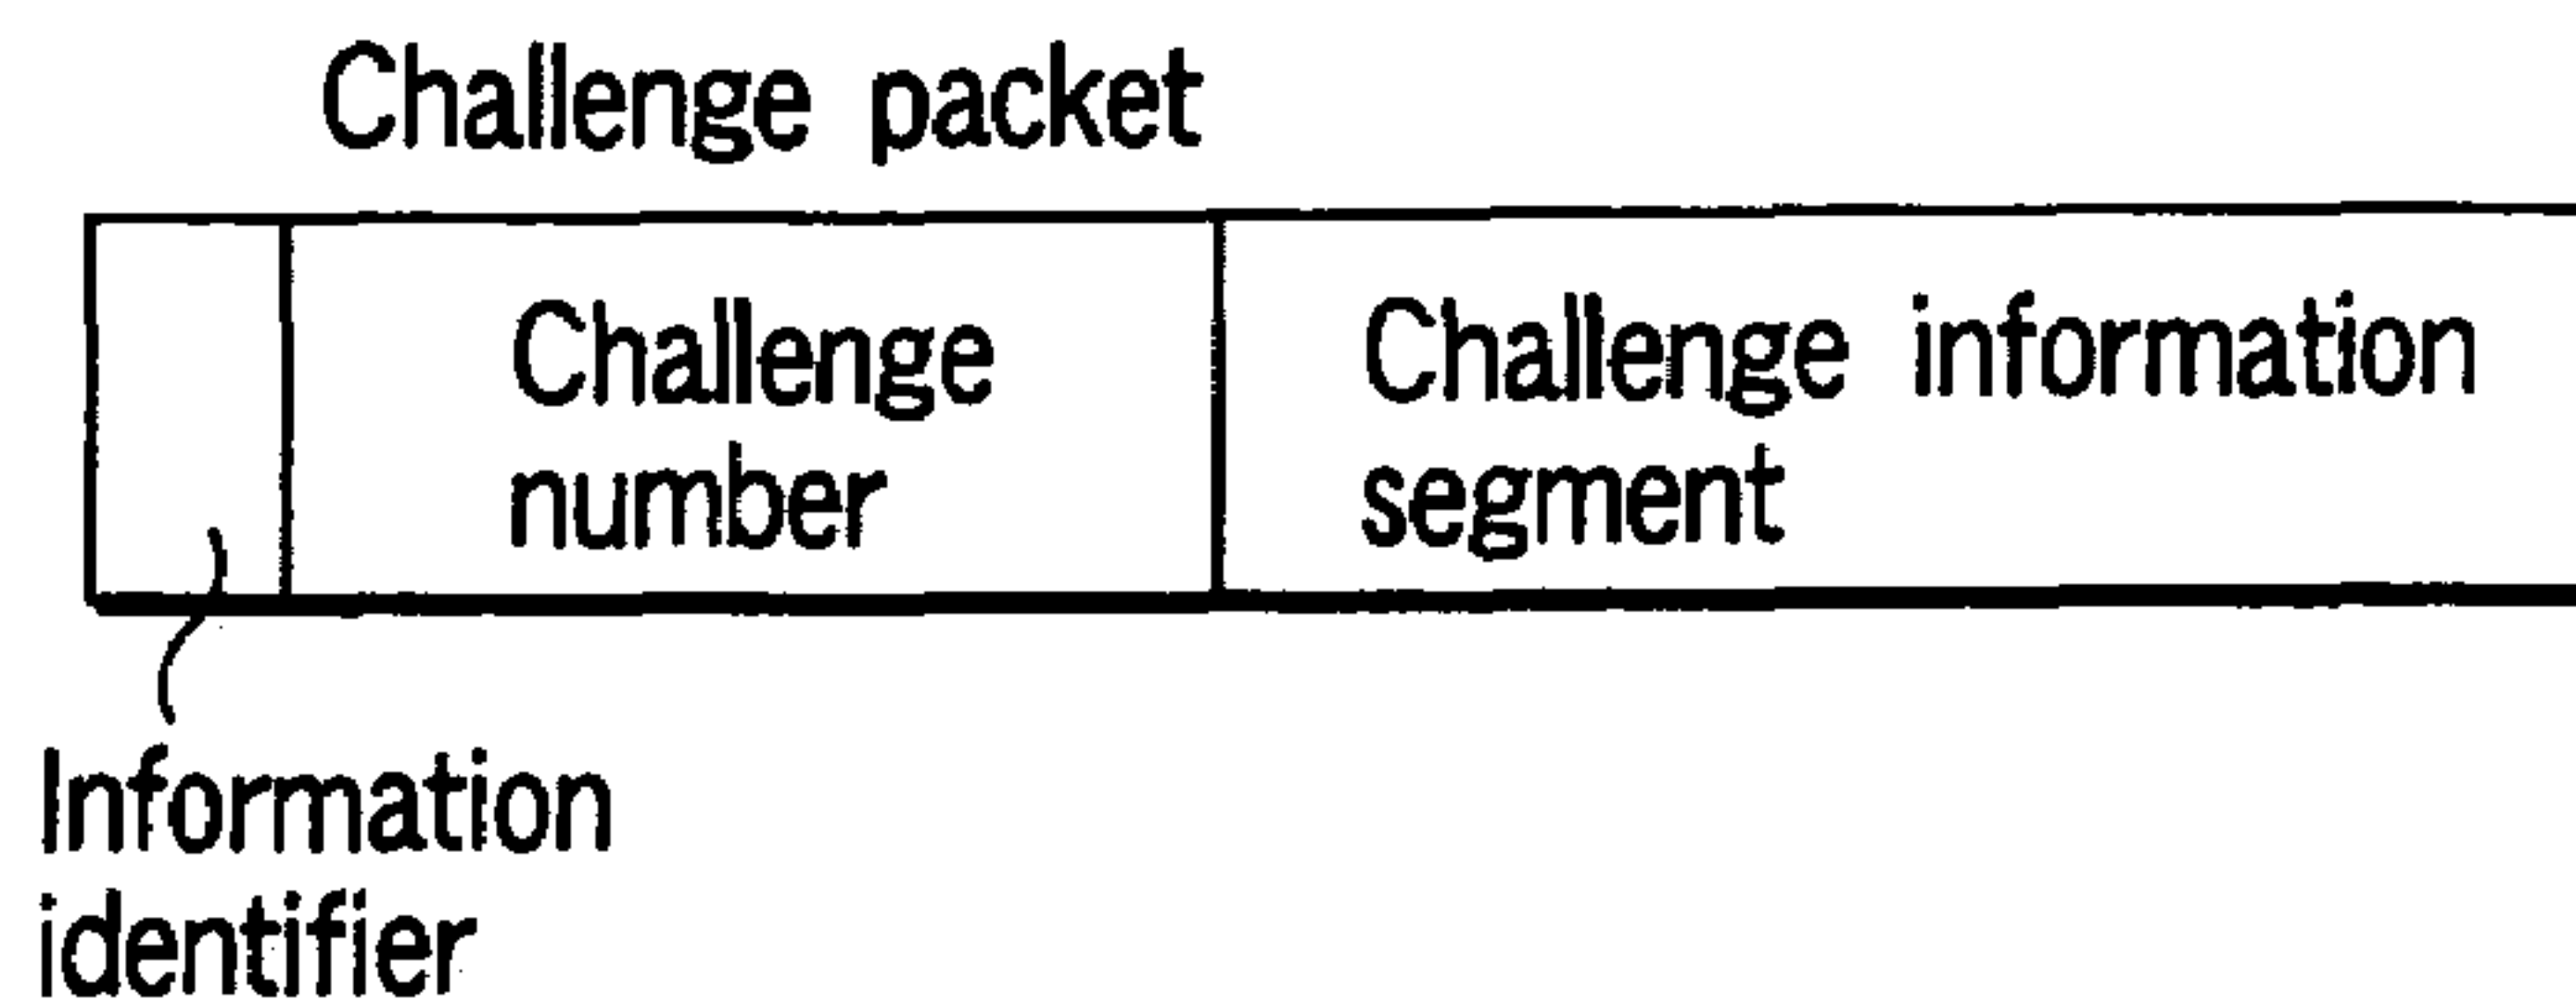 Challenge packet
Challenge
number
Challenge information
segment
Information
identifier